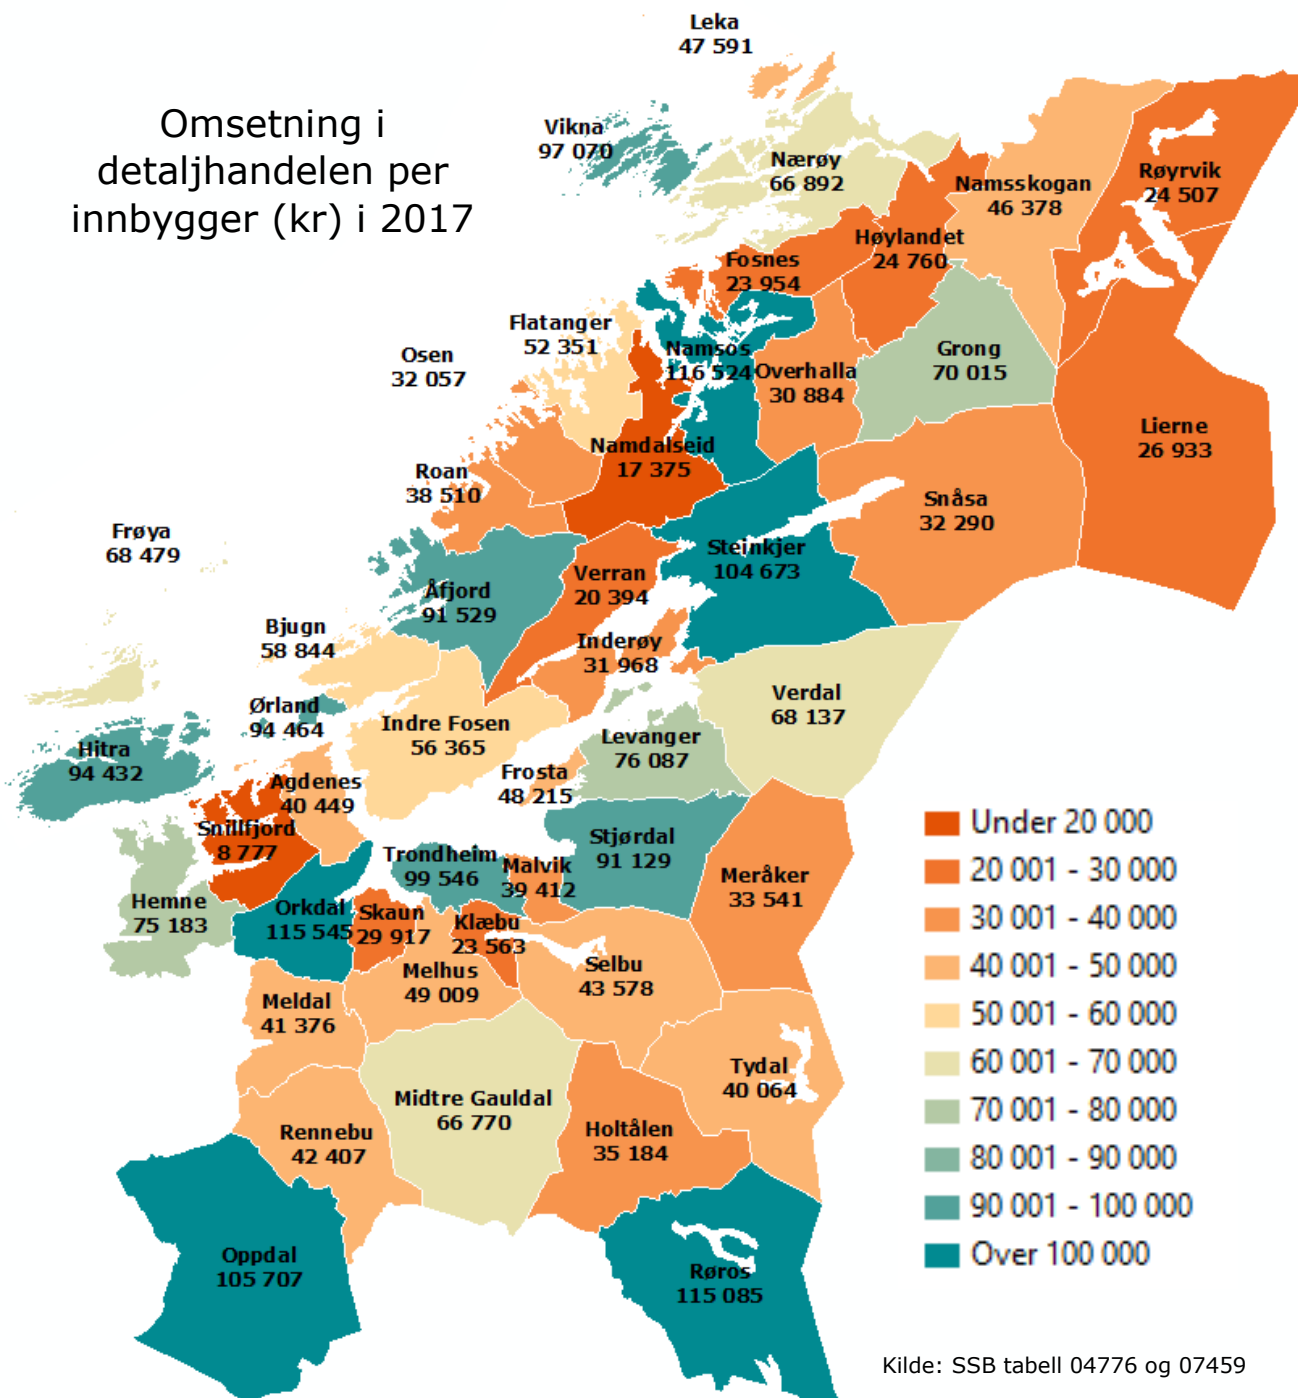 Leka
47 591
Omsetning i
detaljhandelen per
innbygger (kr) i 2017
Vikna
97 070
Nærøy
66 892
Namsskogan
46 378
Røyrvik
24 507
Høylandet
24 760
Fosnes
23 954
Flatanger
52 351
Osen
32 057
Namsos
116 524
Overhalla
30 884
Grong
70 015
Lierne
26 933
Namdalseid
17 375
Roan
38 510
Snåsa
32 290
Frøya
68 479
Steinkjer
104 673
Verran
20 394
Åfjord
91 529
Bjugn
58 844
Inderøy
31 968
Verdal
68 137
Ørland
94 464
Indre Fosen
56 365
Levanger
76 087
Hitra
94 432
Agdenes
40 449
Frosta
48 215
Snillfjord
8 777
Stjørdal
91 129
Trondheim
99 546
Malvik
39 412
Meråker
33 541
Hemne
75 183
Orkdal
115 545
Skaun
29 917
Klæbu
23 563
Melhus
49 009
Selbu
43 578
Meldal
41 376
Tydal
40 064
Midtre Gauldal
66 770
Rennebu
42 407
Holtålen
35 184
Oppdal
105 707
Røros
115 085
Under 20 000
20 001 - 30 000
30 001 - 40 000
40 001 - 50 000
50 001 - 60 000
60 001 - 70 000
70 001 - 80 000
80 001 - 90 000
90 001 - 100 000
Over 100 000
Kilde: SSB tabell 04776 og 07459